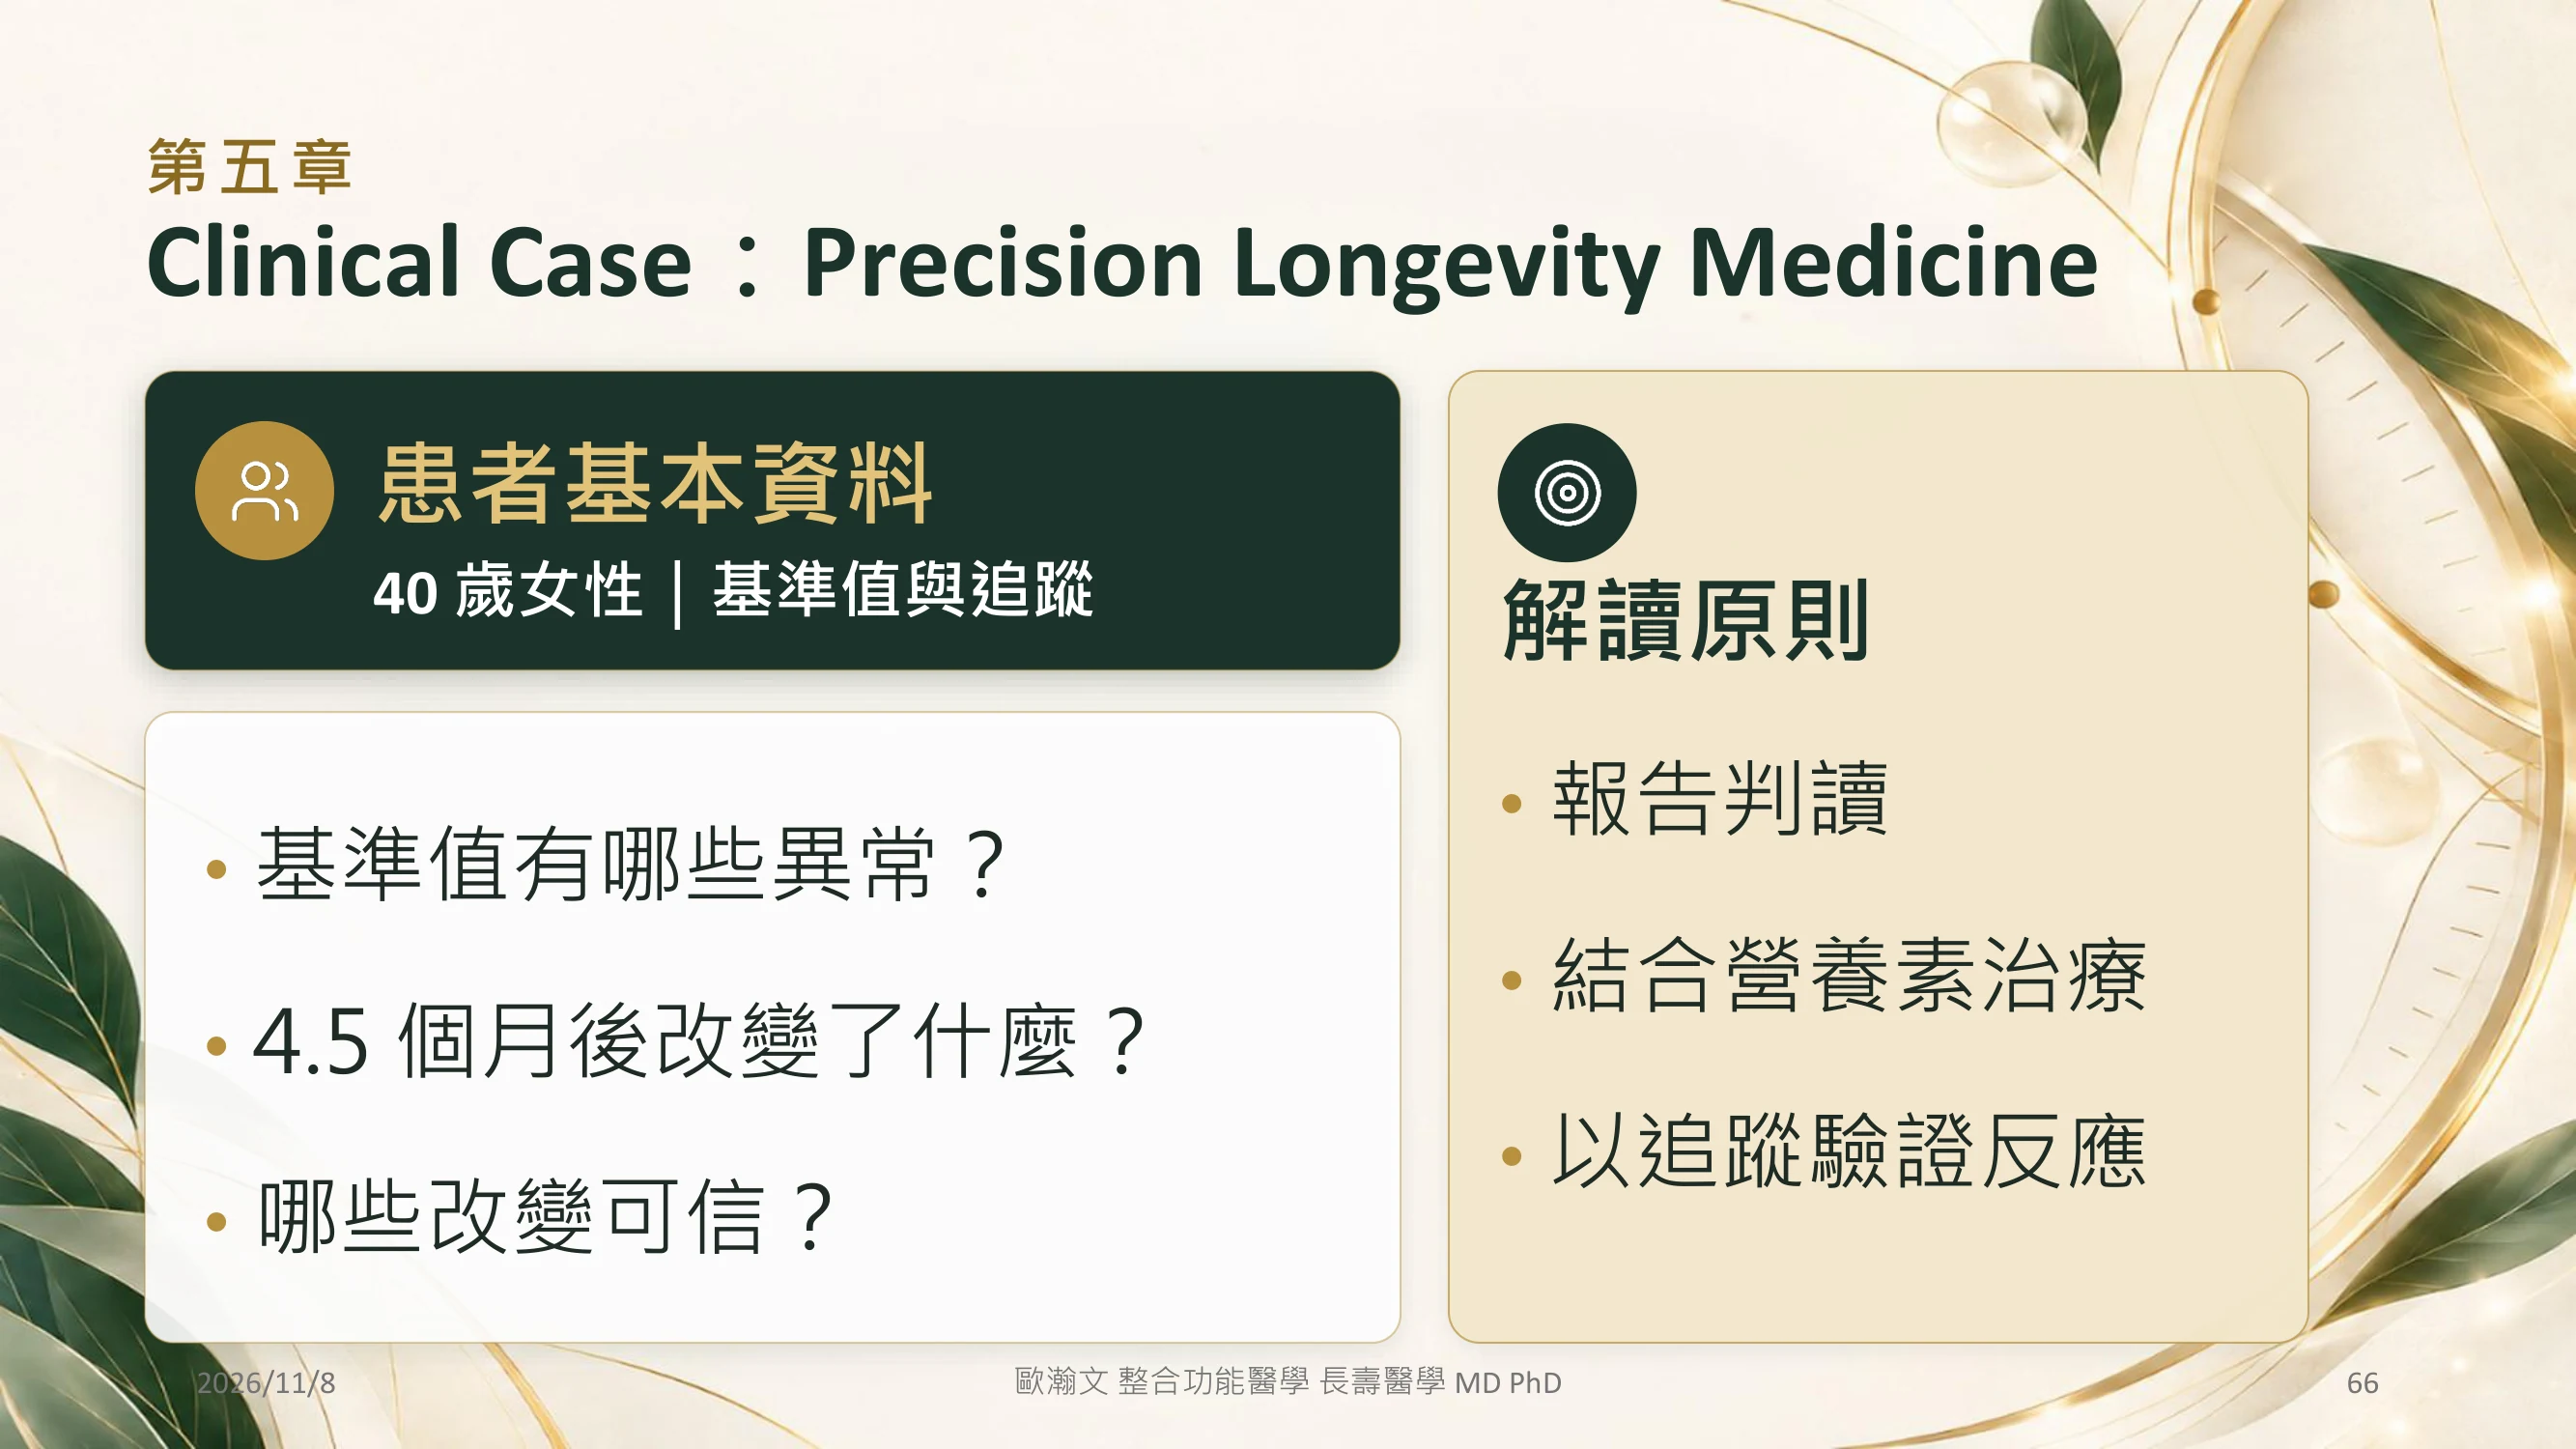 第五章
Clinical Case：Precision Longevity Medicine
患者基本資料
40 歲女性｜基準值與追蹤
• 基準值有哪些異常？
• 4.5 個月後改變了什麼？
• 哪些改變可信？
解讀原則
• 報告判讀
• 結合營養素治療
• 以追蹤驗證反應
2026/11/8
歐瀚文 整合功能醫學 長壽醫學 MD PhD
66